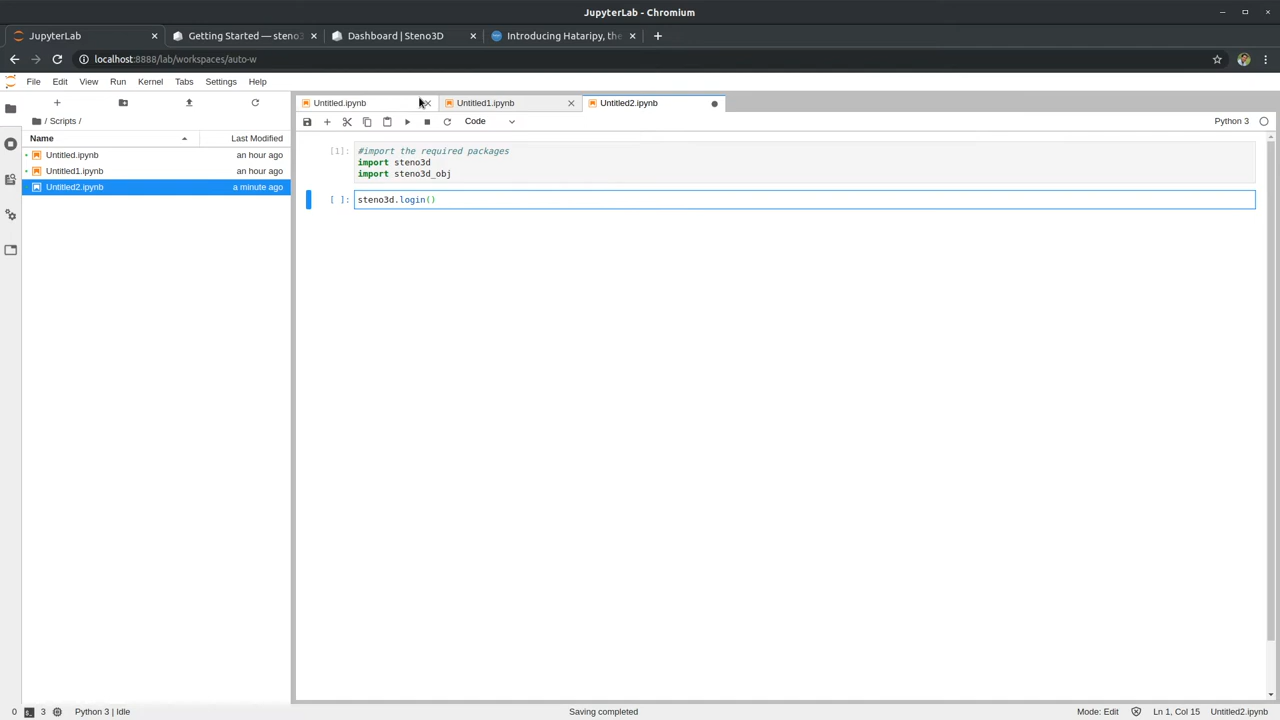 JupyterLab - Chromium
JupyterLab
Getting Started — steno3
Dashboard | Steno3D
Introducing Hataripy, the
localhost:8888/lab/workspaces/auto-w
File Edit View Run Kernel Tabs Settings Help
Untitled.ipynb
Untitled1.ipynb
Untitled2.ipynb
/ Scripts /
Code
Python 3
Name
Last Modified
Untitled.ipynb an hour ago
Untitled1.ipynb an hour ago
Untitled2.ipynb a minute ago
[1]: #import the required packages
import steno3d
import steno3d_obj
[ ]: steno3d.login()
0
3
Python 3 | Idle
Saving completed
Mode: Edit
Ln 1, Col 15
Untitled2.ipynb